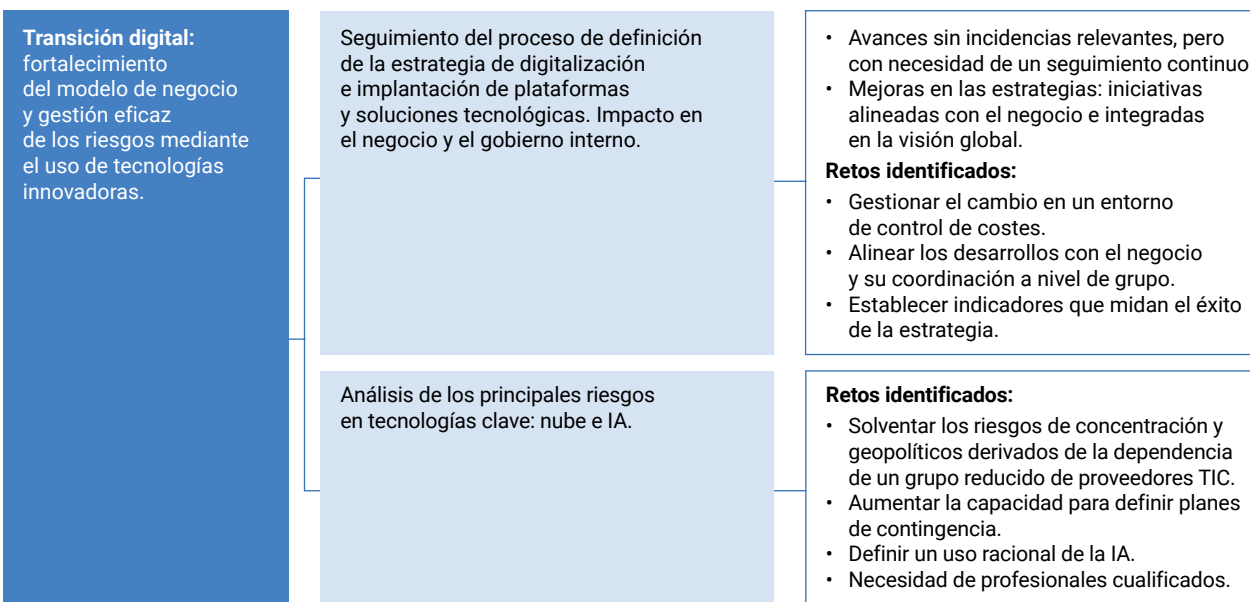 Transición digital:
fortalecimiento
del modelo de negocio
y gestión eficaz
de los riesgos mediante
el uso de tecnologías
innovadoras.
Seguimiento del proceso de definición
de la estrategia de digitalización
e implantación de plataformas
y soluciones tecnológicas. Impacto en
el negocio y el gobierno interno.
• Avances sin incidencias relevantes, pero
con necesidad de un seguimiento continuo
• Mejoras en las estrategias: iniciativas
alineadas con el negocio e integradas
en la visión global.
Retos identificados:
• Gestionar el cambio en un entorno
de control de costes.
• Alinear los desarrollos con el negocio
y su coordinación a nivel de grupo.
• Establecer indicadores que midan el éxito
de la estrategia.
Análisis de los principales riesgos
en tecnologías clave: nube e IA.
Retos identificados:
• Solventar los riesgos de concentración y
geopolíticos derivados de la dependencia
de un grupo reducido de proveedores TIC.
• Aumentar la capacidad para definir planes
de contingencia.
• Definir un uso racional de la IA.
• Necesidad de profesionales cualificados.